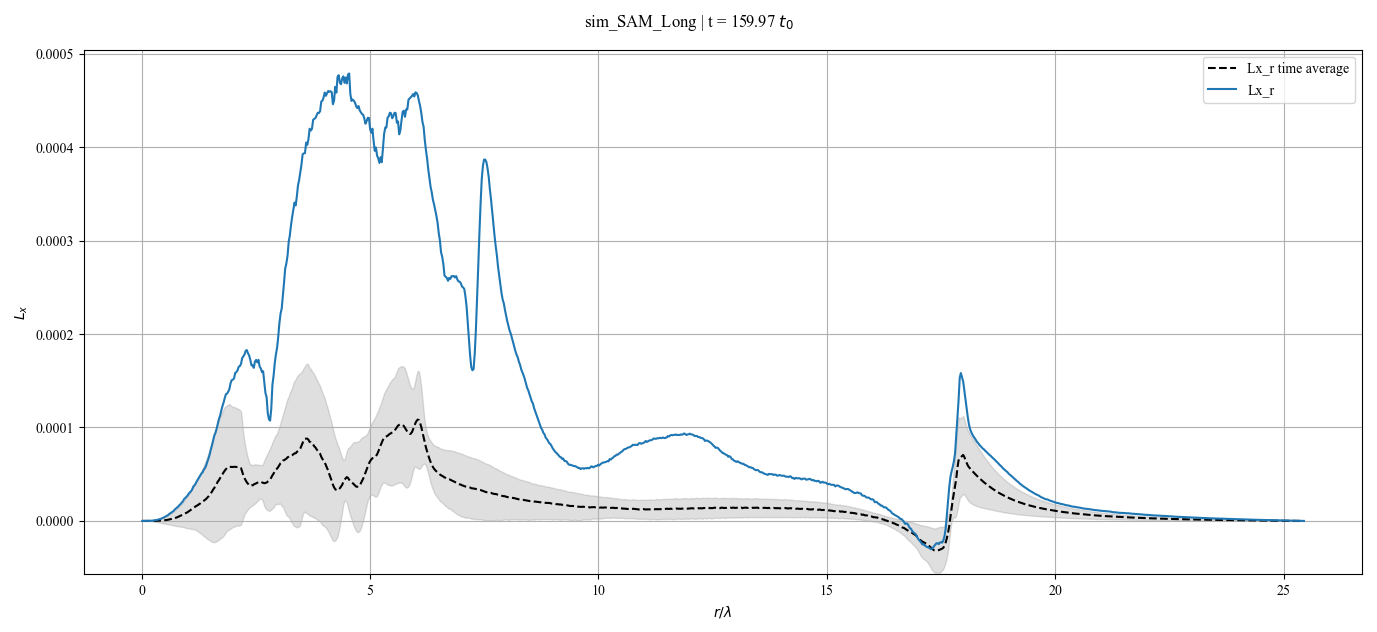 sim_SAM_Long | t = 159.97 t₀
Lx_r time average
Lx_r
0.0005
0.0004
0.0003
0.0002
0.0001
0.0000
Lₓ
0 5 10 15 20 25
r/λ